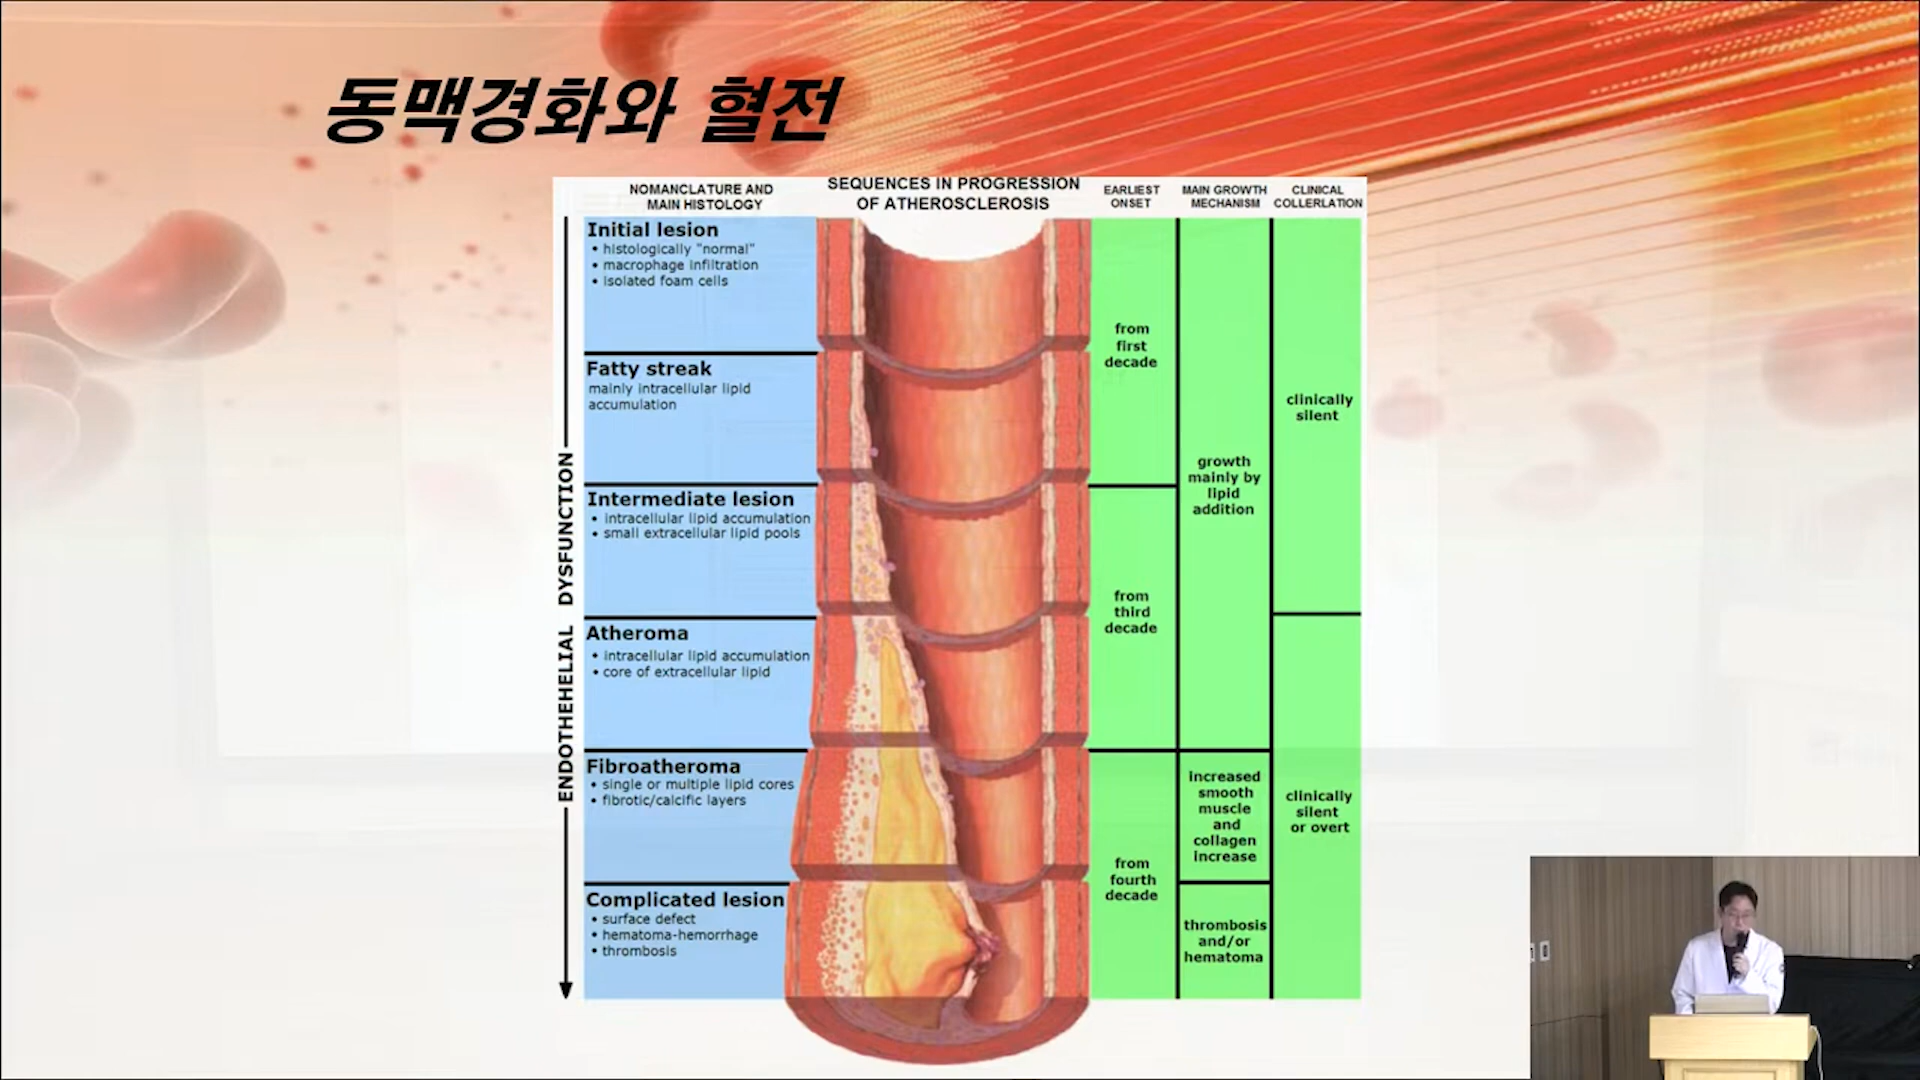 동맥경화와 혈전
NOMANCLATURE AND
MAIN HISTOLOGY
SEQUENCES IN PROGRESSION
OF ATHEROSCLEROSIS
EARLIEST
ONSET
MAIN GROWTH
MECHANISM
CLINICAL
COLLERLATION
ENDOTHEHELIAL DYSFUNCTION
Initial lesion
• histologically "normal"
• macrophage infiltration
• isolated foam cells
Fatty streak
mainly intracellular lipid
accumulation
Intermediate lesion
• intracellular lipid accumulation
• small extracellular lipid pools
Atheroma
• intracellular lipid accumulation
• core of extracellular lipid
Fibroatheroma
• single or multiple lipid cores
• fibrotic/calcific layers
Complicated lesion
• surface defect
• hematoma-hemorrhage
• thrombosis
from
first
decade
from
third
decade
from
fourth
decade
growth
mainly by
lipid
addition
increased
smooth
muscle
and
collagen
increase
thrombosis
and/or
hematoma
clinically
silent
clinically
silent
or overt